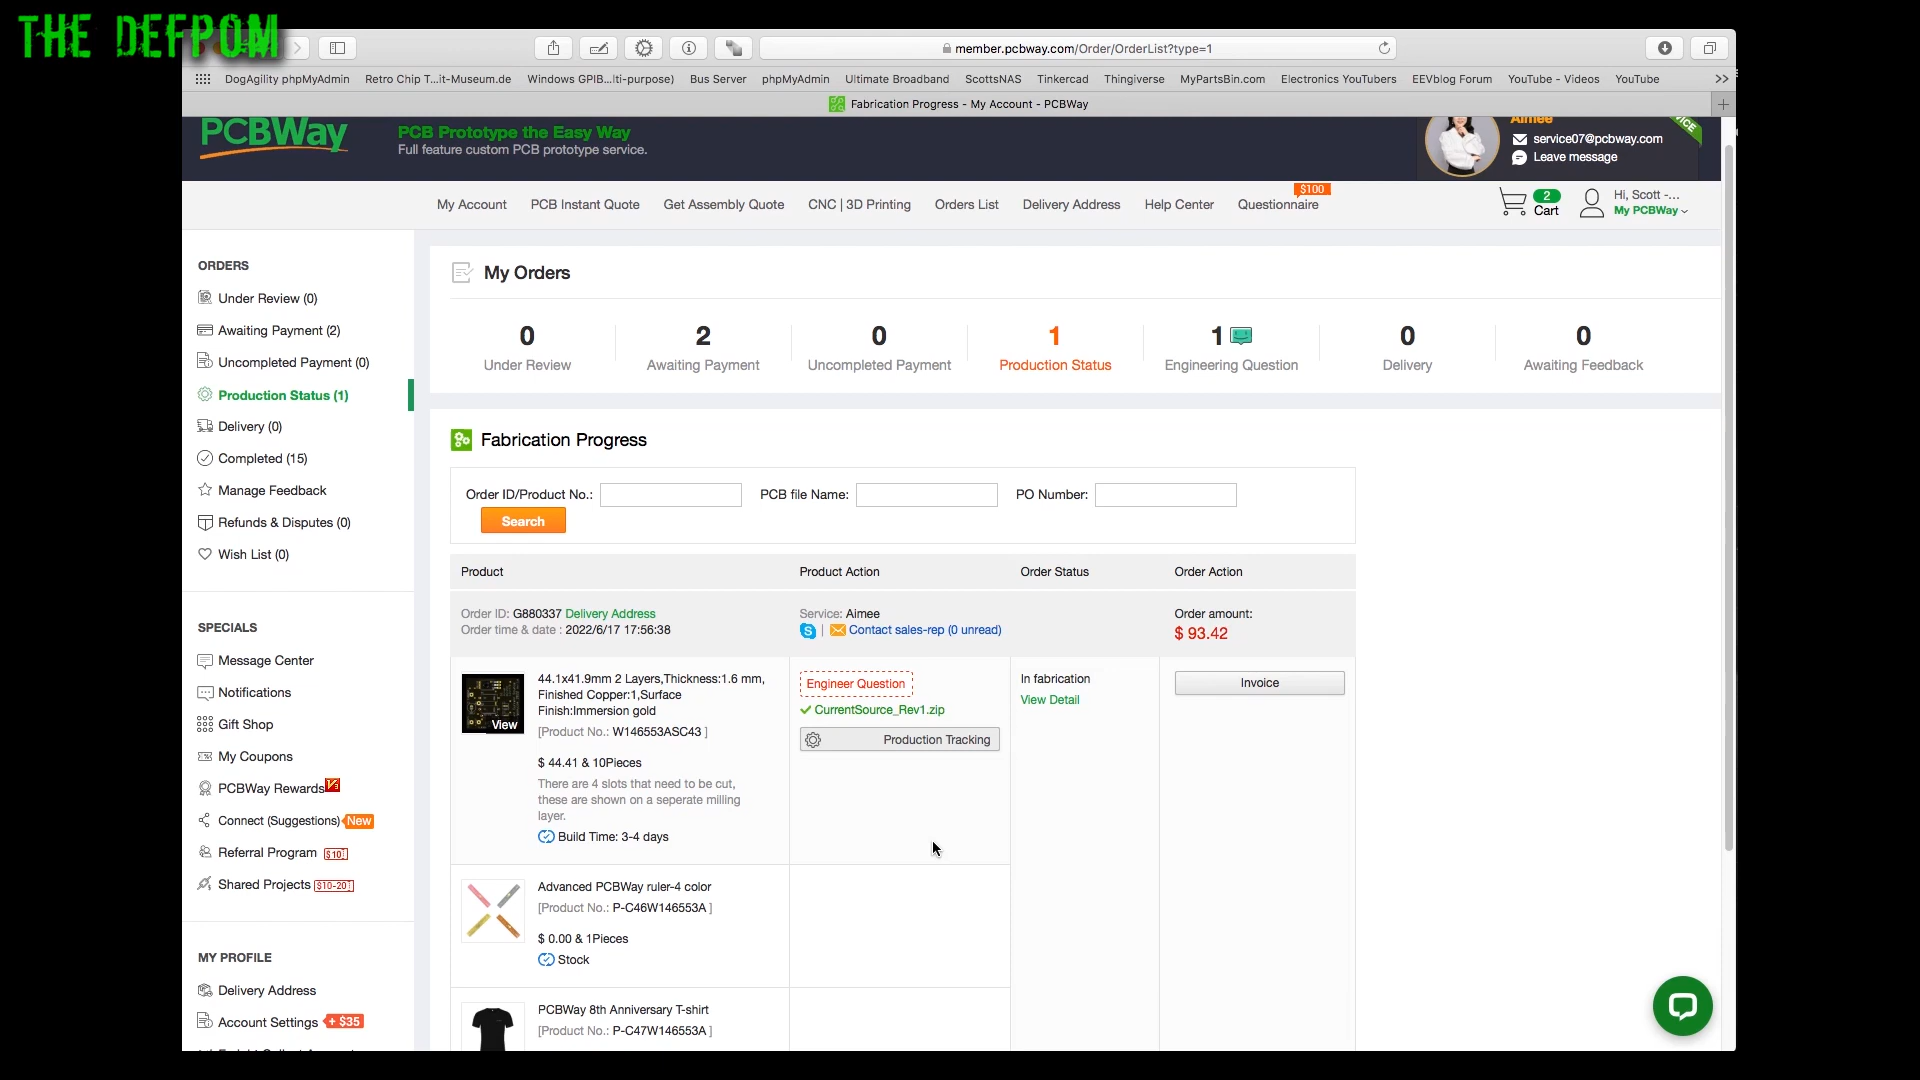 THE DEFPOM
member.pcbway.com/Order/OrderList?type=1
DogAgility phpMyAdmin Retro Chip T...it-Museum.de Windows GPIB...lti-purpose) Bus Server phpMyAdmin Ultimate Broadband ScottsNAS Tinkercad Thingiverse MyPartsBin.com Electronics YouTubers EEVblog Forum YouTube - Videos YouTube >>
Fabrication Progress - My Account - PCBWay
PCBWay
PCB Prototype the Easy Way
Full feature custom PCB prototype service.
Aimee
service07@pcbway.com
Leave message
My Account PCB Instant Quote Get Assembly Quote CNC | 3D Printing Orders List Delivery Address Help Center Questionnaire $100
2
Cart
Hi, Scott -...
My PCBWay
ORDERS
Under Review (0)
Awaiting Payment (2)
Uncompleted Payment (0)
Production Status (1)
Delivery (0)
Completed (15)
Manage Feedback
Refunds & Disputes (0)
Wish List (0)
SPECIALS
Message Center
Notifications
Gift Shop
My Coupons
PCBWay Rewards
Connect (Suggestions) New
Referral Program $10
Shared Projects $10-20
MY PROFILE
Delivery Address
Account Settings + $35
My Orders
0 2 0 1 1 0 0
Under Review Awaiting Payment Uncompleted Payment Production Status Engineering Question Delivery Awaiting Feedback
Fabrication Progress
Order ID/Product No.: PCB file Name: PO Number:
Search
Product Product Action Order Status Order Action
Order ID: G880337 Delivery Address
Order time & date : 2022/6/17 17:56:38
Service: Aimee
Contact sales-rep (0 unread)
Order amount:
$ 93.42
View
44.1x41.9mm 2 Layers,Thickness:1.6 mm,
Finished Copper:1,Surface
Finish:Immersion gold
[Product No.: W146553ASC43 ]
$ 44.41 & 10Pieces
There are 4 slots that need to be cut,
these are shown on a seperate milling
layer.
Build Time: 3-4 days
Engineer Question
CurrentSource_Rev1.zip
Production Tracking
In fabrication
View Detail
Invoice
Advanced PCBWay ruler-4 color
[Product No.: P-C46W146553A ]
$ 0.00 & 1Pieces
Stock
PCBWay 8th Anniversary T-shirt
[Product No.: P-C47W146553A ]